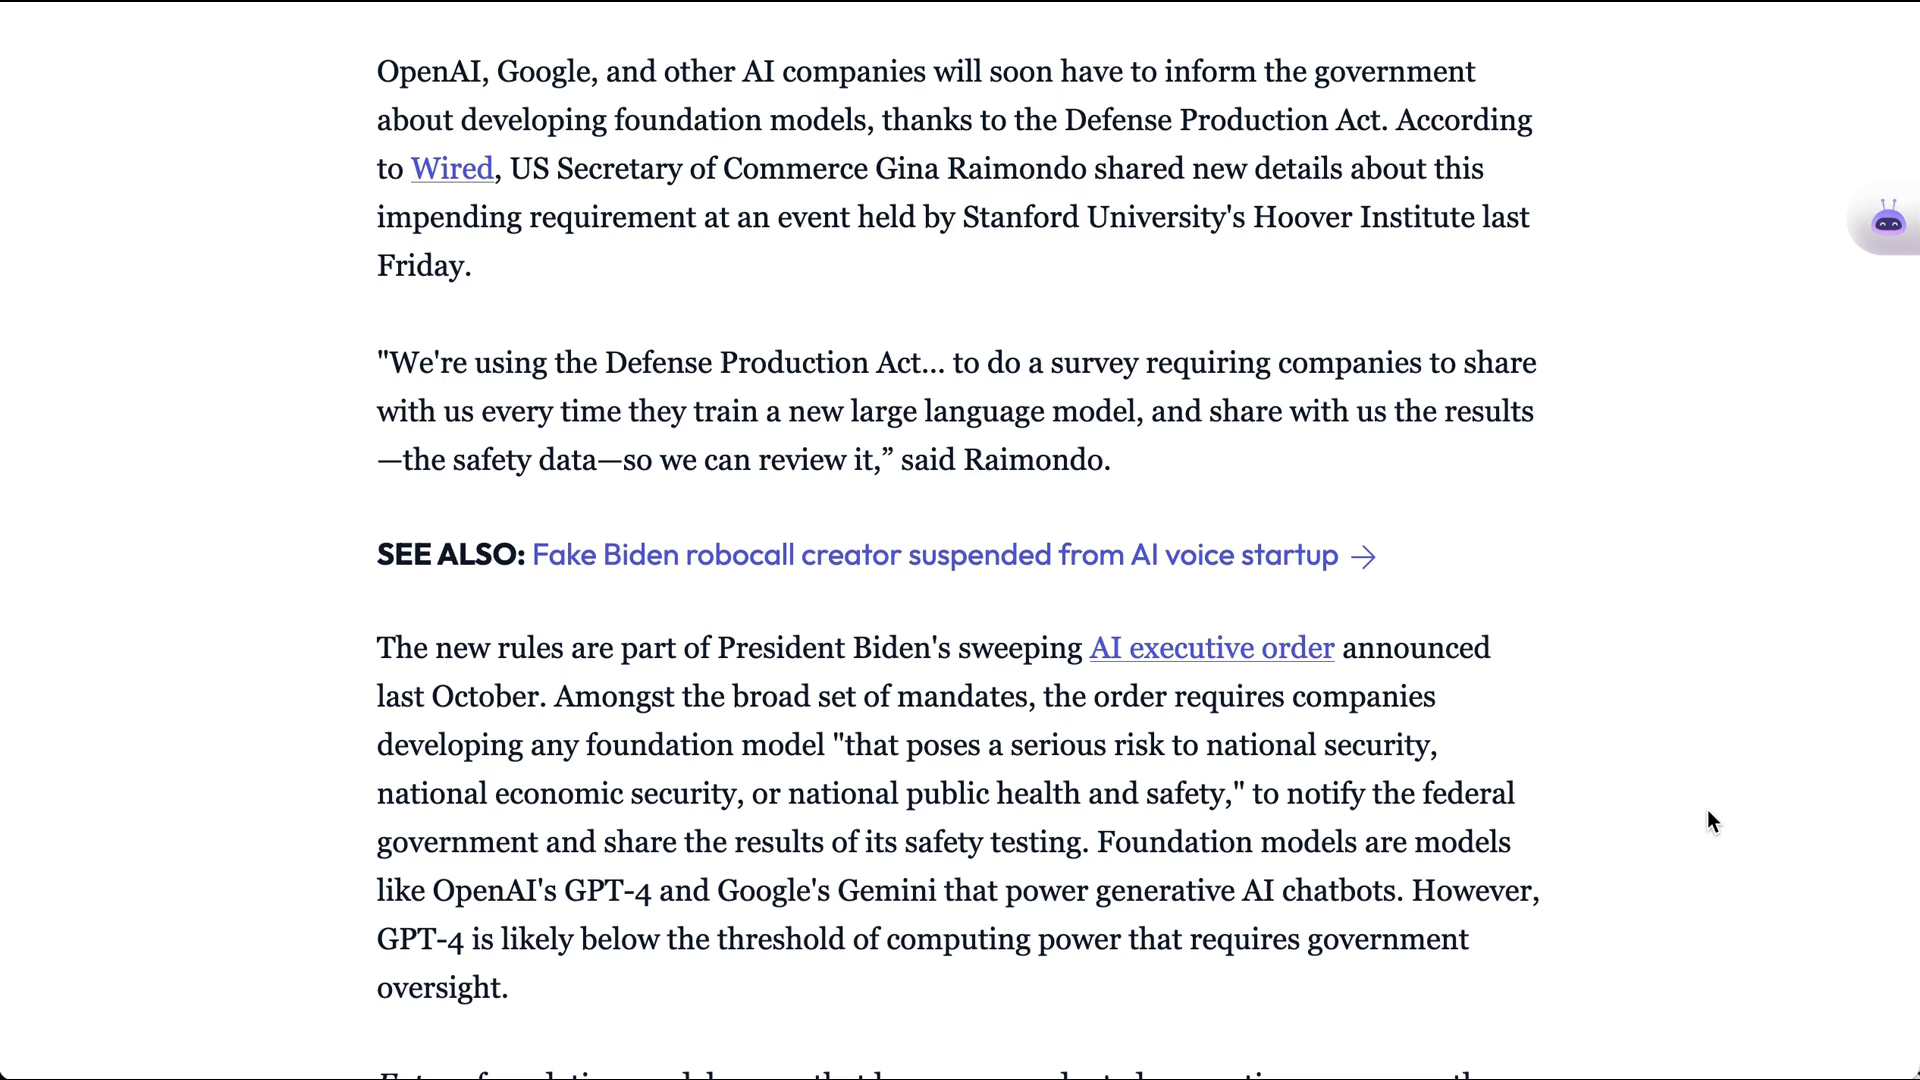 OpenAI, Google, and other AI companies will soon have to inform the government
about developing foundation models, thanks to the Defense Production Act. According
to Wired, US Secretary of Commerce Gina Raimondo shared new details about this
impending requirement at an event held by Stanford University's Hoover Institute last
Friday.
"We're using the Defense Production Act... to do a survey requiring companies to share
with us every time they train a new large language model, and share with us the results
—the safety data—so we can review it,” said Raimondo.
SEE ALSO: Fake Biden robocall creator suspended from AI voice startup →
The new rules are part of President Biden's sweeping AI executive order announced
last October. Amongst the broad set of mandates, the order requires companies
developing any foundation model "that poses a serious risk to national security,
national economic security, or national public health and safety," to notify the federal
government and share the results of its safety testing. Foundation models are models
like OpenAI's GPT-4 and Google's Gemini that power generative AI chatbots. However,
GPT-4 is likely below the threshold of computing power that requires government
oversight.